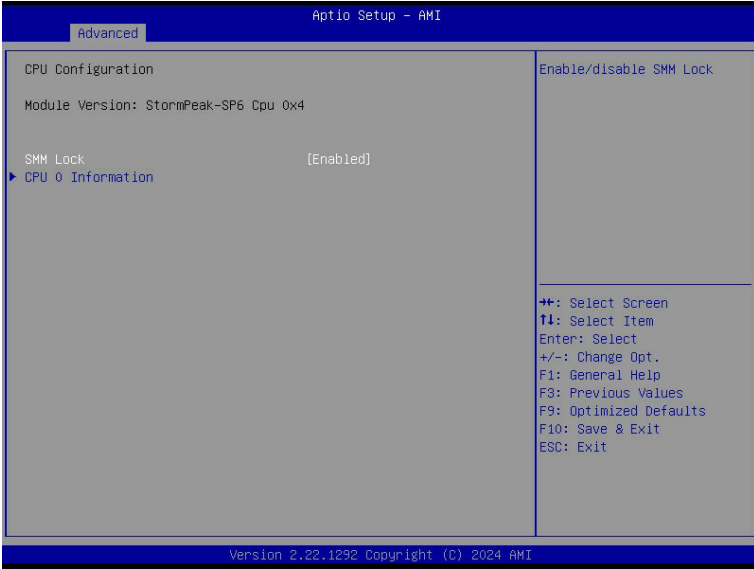 Aptio Setup – AMI
Advanced
CPU Configuration
Module Version: StormPeak-SP6 Cpu 0x4
SMM Lock [Enabled]
CPU 0 Information
Enable/disable SMM Lock
→←: Select Screen
↑↓: Select Item
Enter: Select
+/-: Change Opt.
F1: General Help
F3: Previous Values
F9: Optimized Defaults
F10: Save & Exit
ESC: Exit
Version 2.22.1292 Copyright (C) 2024 AMI